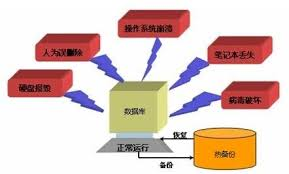 操作系统崩溃
人为误删除
笔记本丢失
硬盘报毁
病毒破坏
数据库
恢复
正常运行
热备份
备份